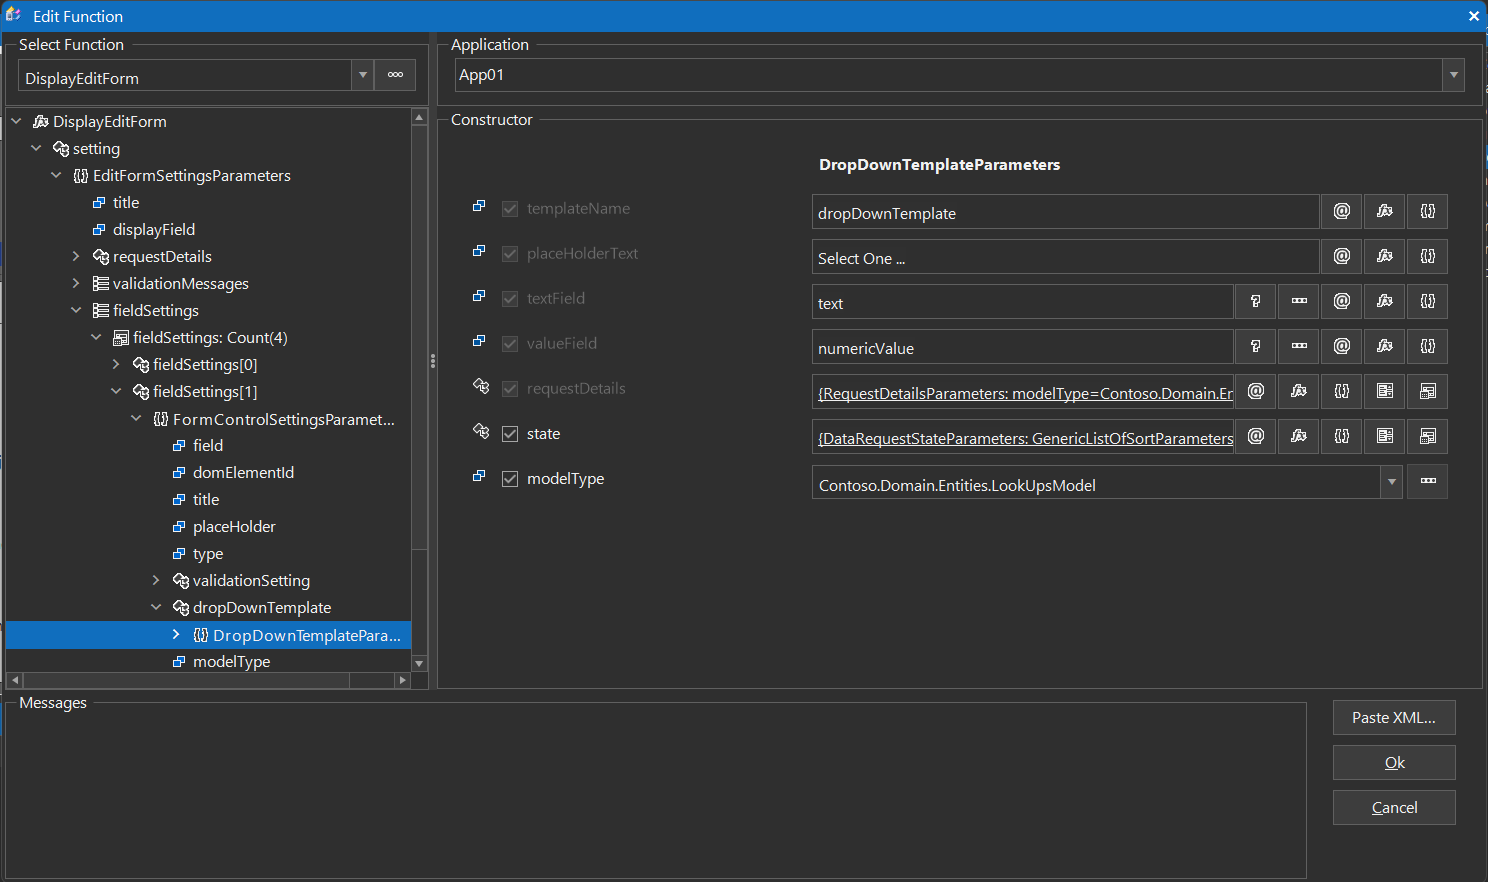 Edit Function
Select Function
DisplayEditForm
Application
App01
DisplayEditForm
setting
EditFormSettingsParameters
title
displayField
requestDetails
validationMessages
fieldSettings
fieldSettings: Count(4)
fieldSettings[0]
fieldSettings[1]
FormControlSettingsParamet...
field
domElementId
title
placeHolder
type
validationSetting
dropDownTemplate
DropDownTemplatePara...
modelType
Constructor
DropDownTemplateParameters
templateName
dropDownTemplate
placeHolderText
Select One ...
textField
text
valueField
numericValue
requestDetails
{RequestDetailsParameters: modelType=Contoso.Domain.Er
state
{DataRequestStateParameters: GenericListOfSortParameters
modelType
Contoso.Domain.Entities.LookUpsModel
Messages
Paste XML...
Ok
Cancel